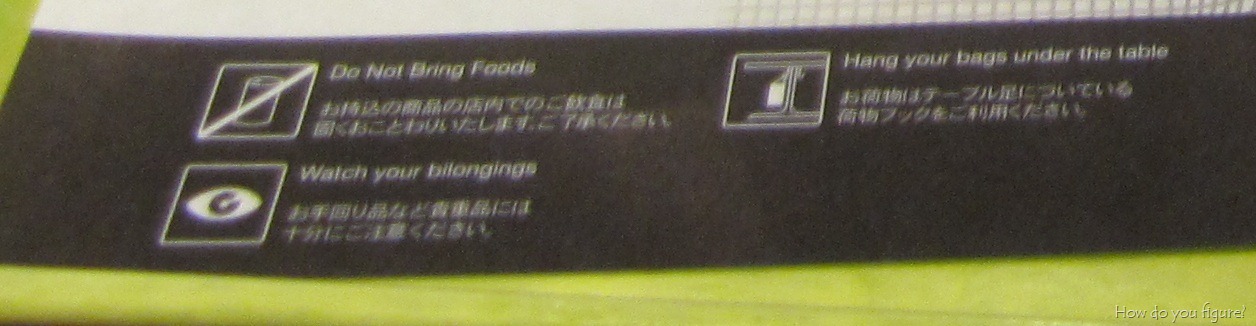 Do Not Bring Foods
お持込の商品の店内でのご飲食は
固くおことわりいたします。ご了承ください。
Watch your bilongings
お手回り品など貴重品には
十分にご注意ください。
Hang your bags under the table
お荷物はテーブル足についている
荷物フックをご利用ください。
How do you figure?